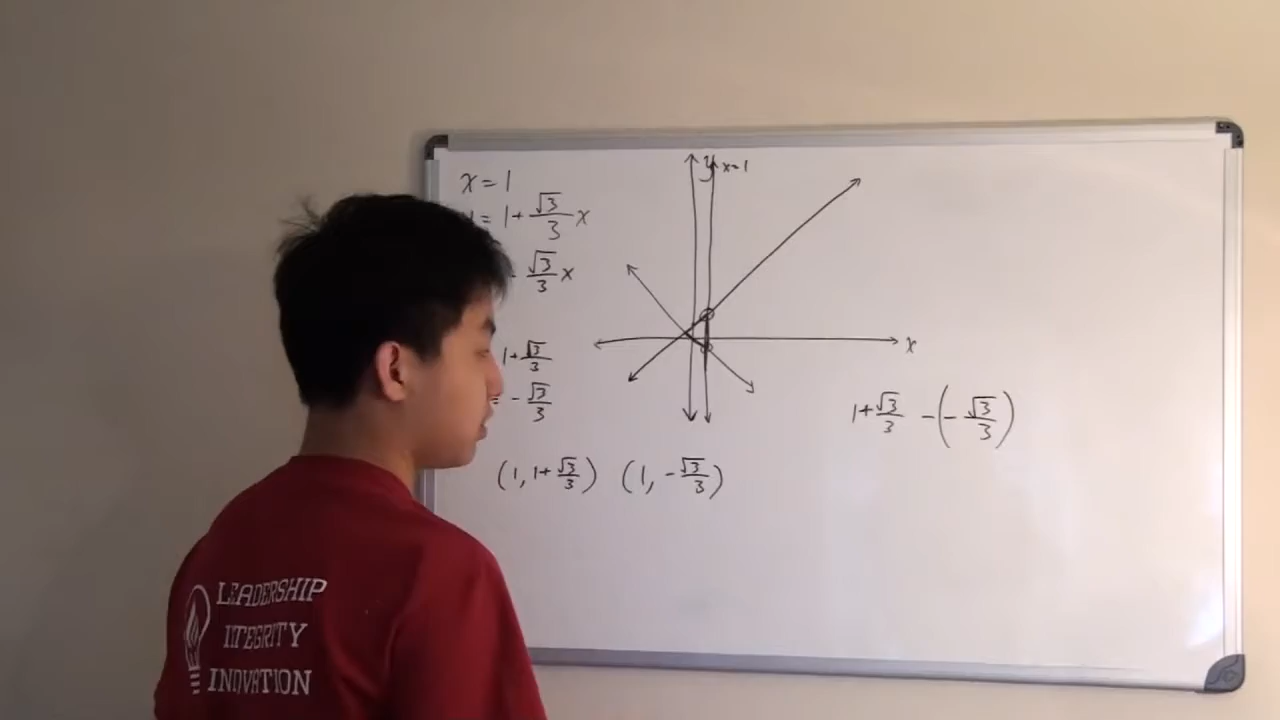 x = 1
= 1 + √3/3 x
- √3/3 x
1 + √3/3
= - √3/3
(1, 1 + √3/3) (1, -√3/3)
y x=1
x
1 + √3/3 - (-√3/3)
LEADERSHIP
INTEGRITY
INNOVATION